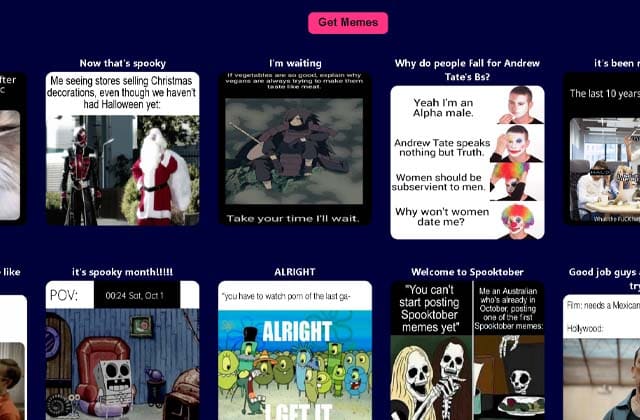 Get Memes
Now that's spooky
I'm waiting
Why do people Fall for Andrew
Tate's Bs?
it's been
fter
c
Me seeing stores selling Christmas
decorations, even though we haven't
had Halloween yet:
If vegetables are so good, explain why
vegans are always trying to make them
taste like meat.
Take your time I'll wait.
Yeah I'm an
Alpha male.
Andrew Tate speaks
nothing but Truth.
Women should be
subservient to men.
Why won't women
date me?
The last 10 years
HALO
What the FUCK
like
it's spooky month!!!!!
ALRIGHT
Welcome to Spooktober
Good job guys
try
POV:
00:24 Sat, Oct 1
"you have to watch porn of the last ga-
ALRIGHT
I GET IT
"You can't
start posting
Spooktober
memes yet"
Me an Australian
who's already in
October, posting
one of the first
Spooktober memes:
Film: needs a Mexican
Hollywood: